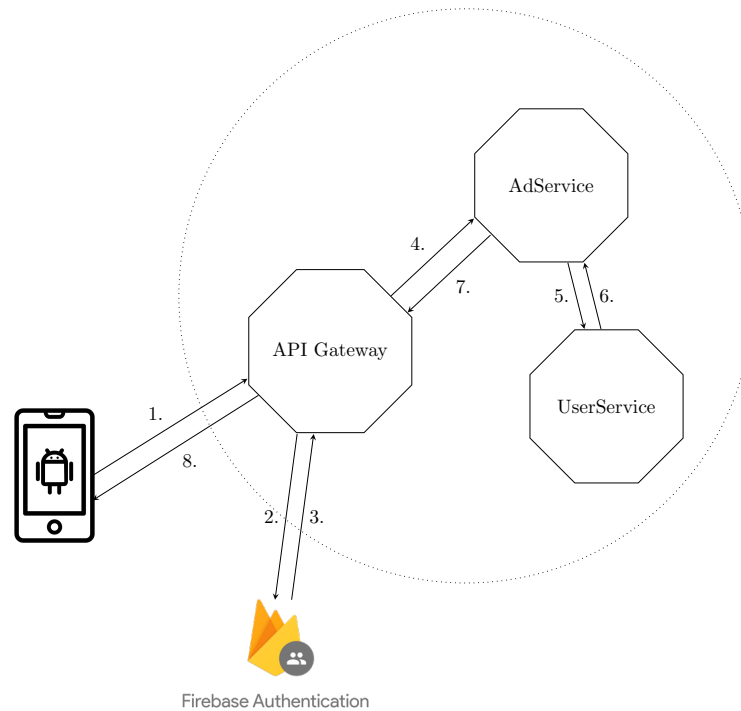 AdService
4.
7.
5.
6.
API Gateway
UserService
1.
8.
2.
3.
Firebase Authentication